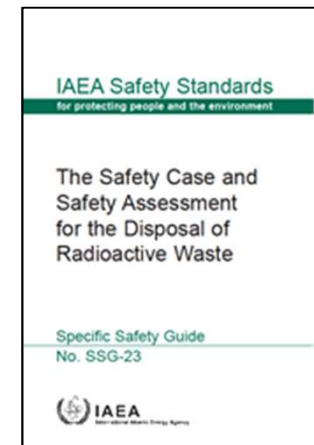 IAEA Safety Standards
for protecting people and the environment
The Safety Case and
Safety Assessment
for the Disposal of
Radioactive Waste
Specific Safety Guide
No. SSG-23
IAEA
International Atomic Energy Agency